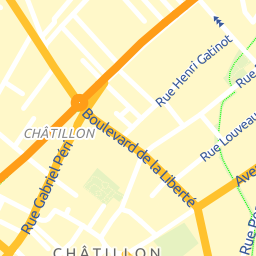 Rue Henri Gatinot
Boulevard de la Liberté
CHÂTILLON
Rue Louveau
Rue Gabriel Péri
CHÂTILLON